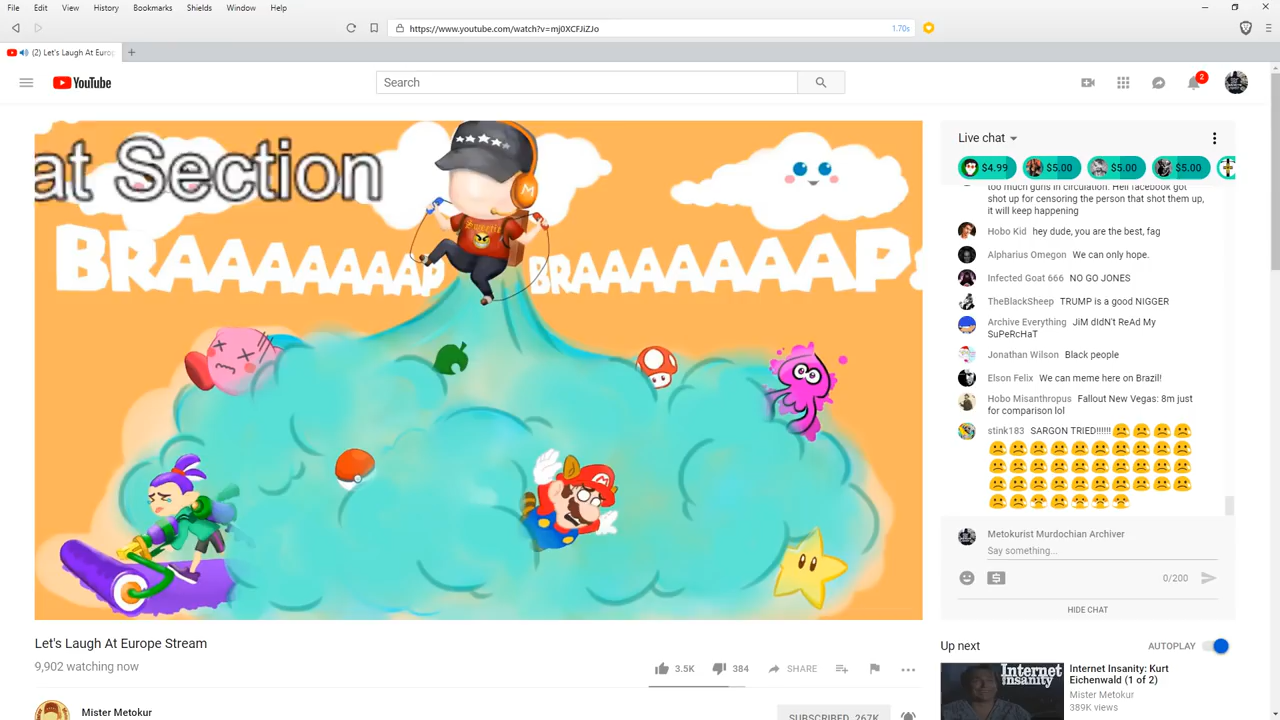 File Edit View History Bookmarks Shields Window Help
https://www.youtube.com/watch?v=mj0XCFJiZJo
1.70s
(2) Let's Laugh At Euro
YouTube
Search
2
at Section
BRAAAAAAAAP
BRAAAAAAAAP!
M
M
Live chat
$4.99 $5.00 $5.00 $5.00
too much guns in circulation. Hell facebook got
shot up for censoring the person that shot them up,
it will keep happening
Hobo Kid hey dude, you are the best, fag
Alpharius Omegon We can only hope.
Infected Goat 666 NO GO JONES
TheBlackSheep TRUMP is a good NIGGER
Archive Everything JiM dIdN't ReAd My
SuPeRcHaT
Jonathan Wilson Black people
Elson Felix We can meme here on Brazil!
Hobo Misanthropus Fallout New Vegas: 8m just
for comparison lol
stink183 SARGON TRIED!!!!!!
Metokurist Murdochian Archiver
Say something...
0/200
HIDE CHAT
Let's Laugh At Europe Stream
9,902 watching now
3.5K 384 SHARE
Mister Metokur
SUBSCRIBED 267K
Up next
AUTOPLAY
Internet
Insanity
Internet Insanity: Kurt
Eichenwald (1 of 2)
Mister Metokur
389K views